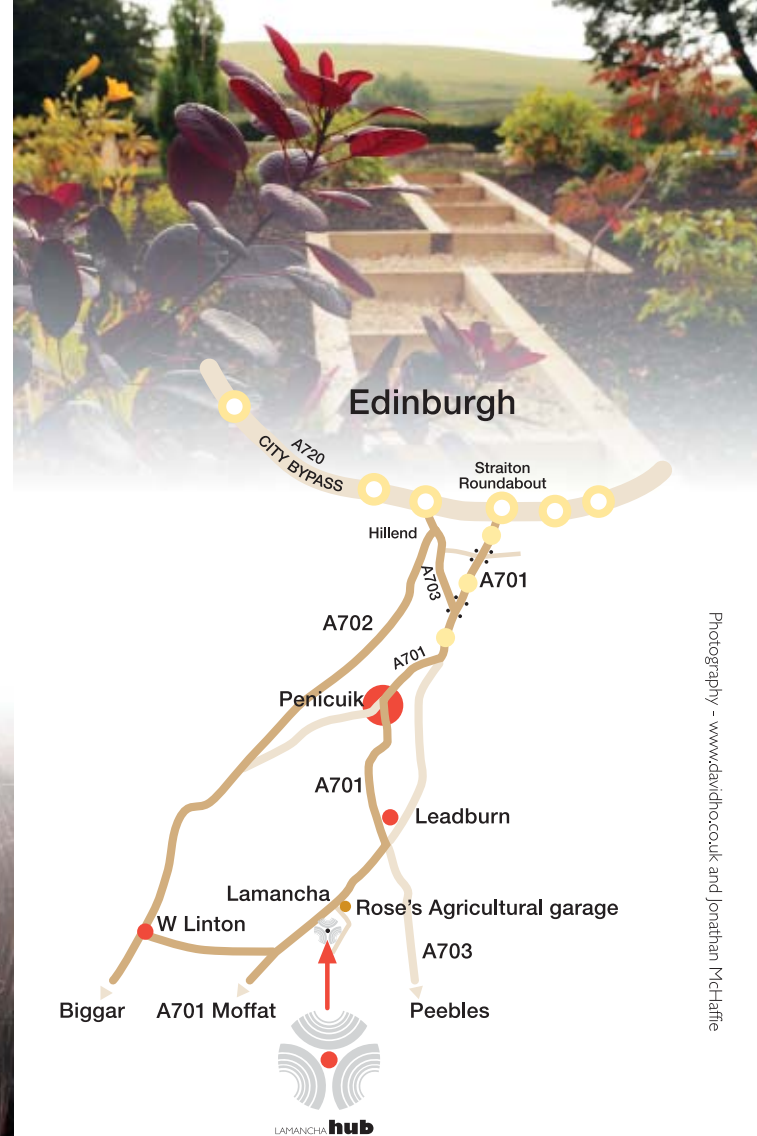 Edinburgh
A720
CITY BYPASS
Straiton
Roundabout
Hillend
A703
A701
A702
A701
Penicuik
A701
Leadburn
Lamancha
Rose's Agricultural garage
W Linton
A703
Biggar
A701 Moffat
Peebles
LAMANCHA hub
Photography - www.davidho.co.uk and Jonathan McHaffie